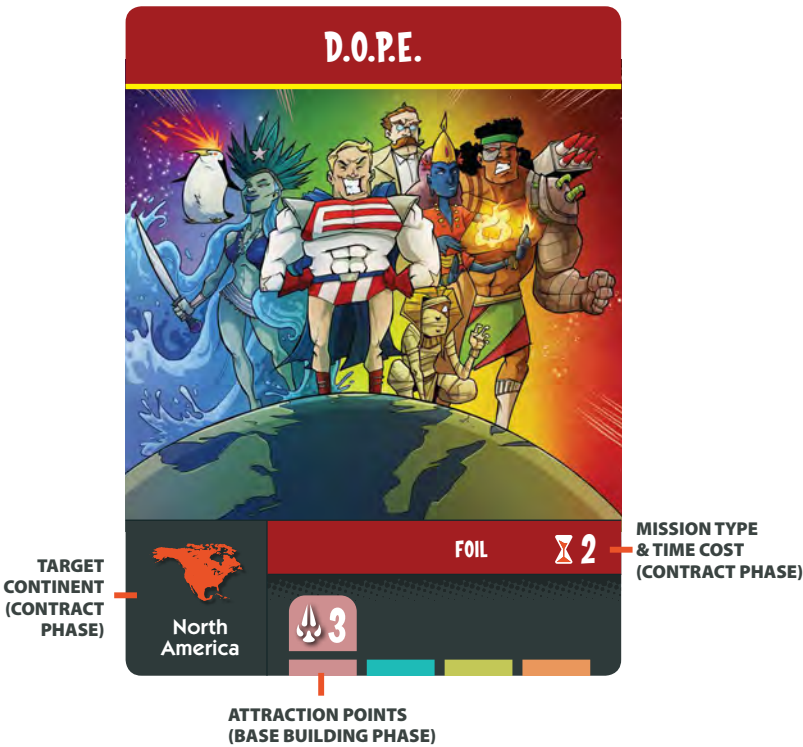 D.O.P.E.
FOIL
2
MISSION TYPE
& TIME COST
(CONTRACT PHASE)
TARGET
CONTINENT
(CONTRACT
PHASE)
North
America
3
ATTRACTION POINTS
(BASE BUILDING PHASE)